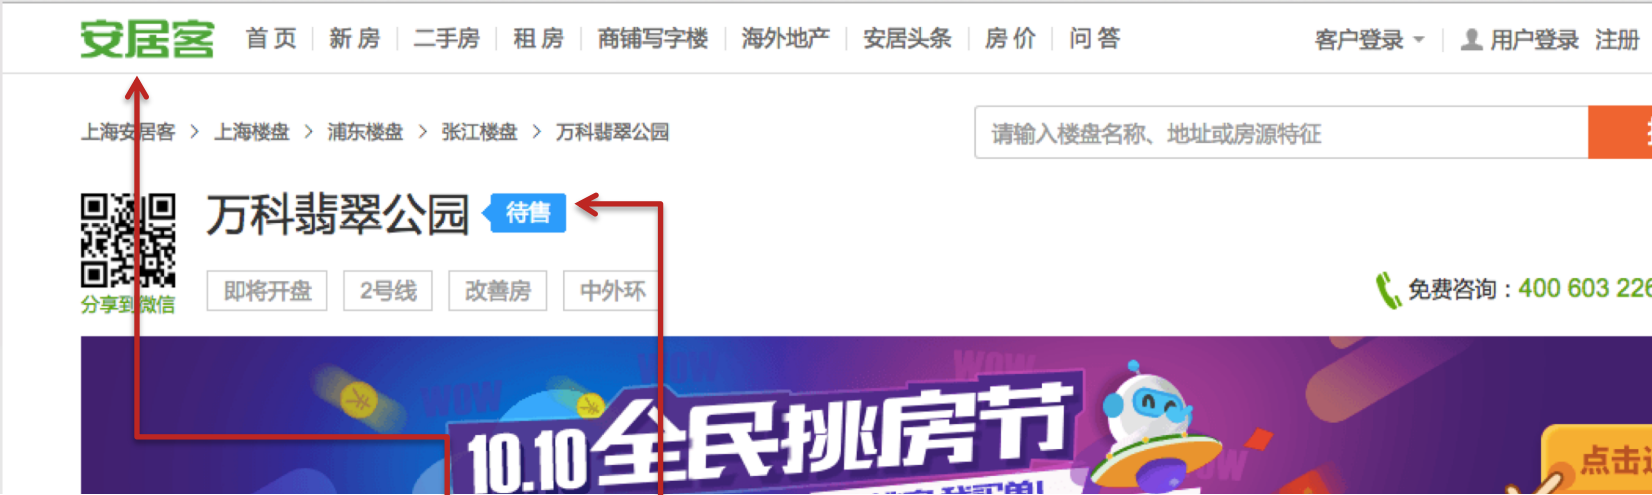 安居客 首页 新房 二手房 租房 商铺写字楼 海外地产 安居头条 房价 问答 客户登录 用户登录 注册
上海安居客 > 上海楼盘 > 浦东楼盘 > 张江楼盘 > 万科翡翠公园
请输入楼盘名称、地址或房源特征
万科翡翠公园 待售
分享到微信
即将开盘 2号线 改善房 中外环
免费咨询：400 603 226
WOW WOW WOW
10.10全民挑房节
点击
WOW